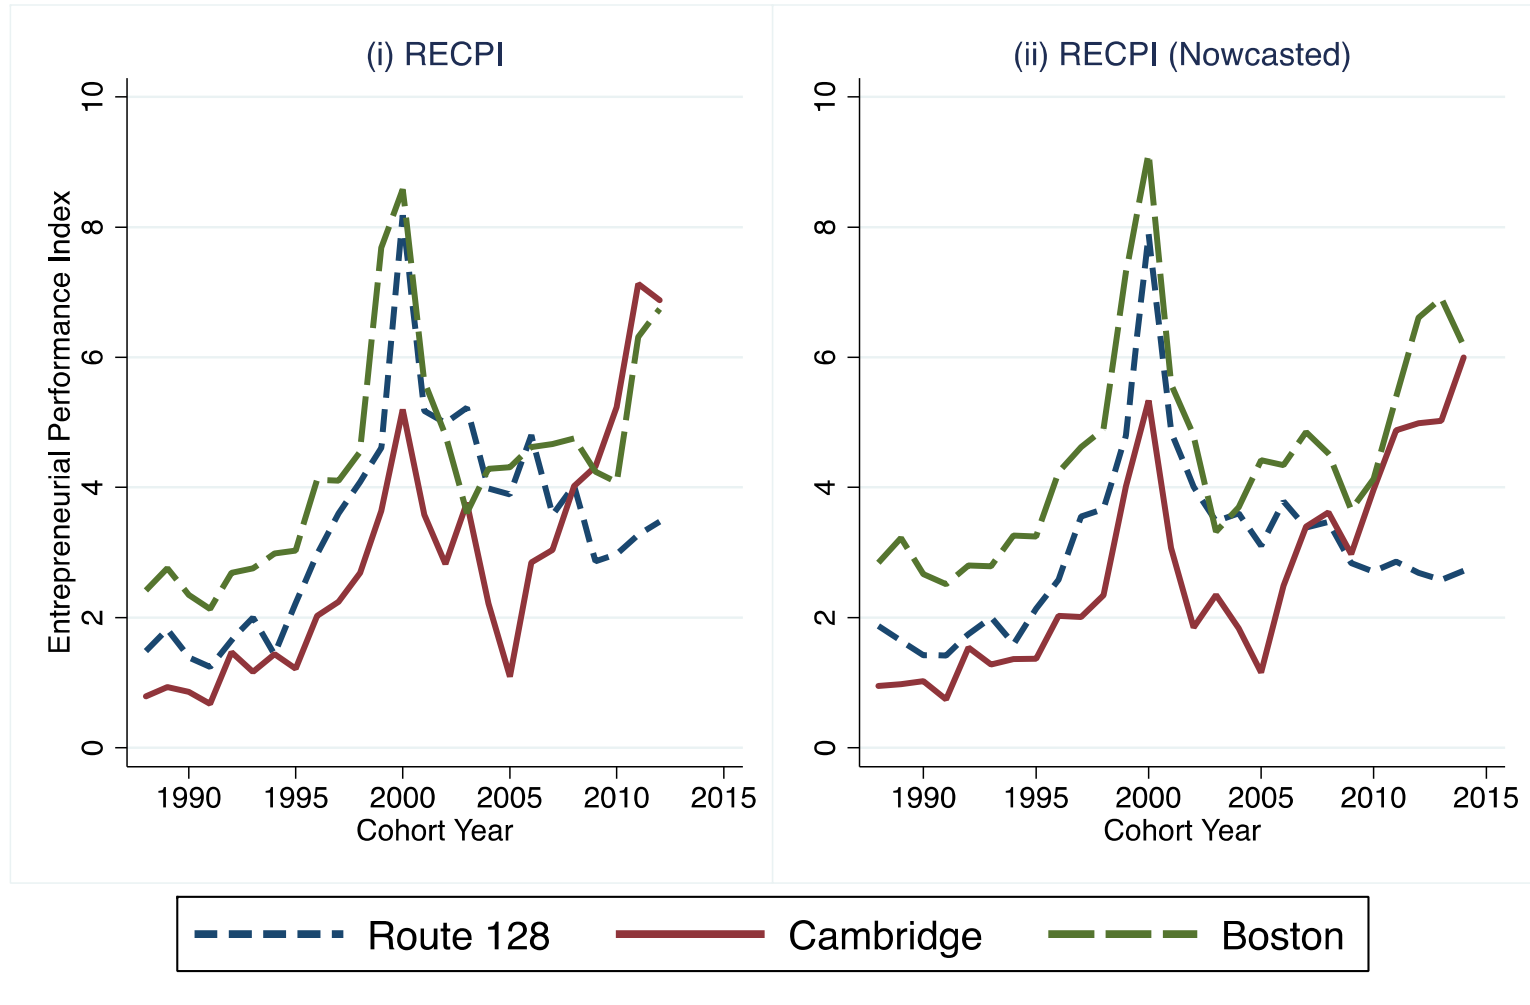 (i) RECPI
(ii) RECPI (Nowcasted)
Entrepreneurial Performance Index
10
8
6
4
2
0
1990 1995 2000 2005 2010 2015
Cohort Year
10
8
6
4
2
0
1990 1995 2000 2005 2010 2015
Cohort Year
Route 128 Cambridge Boston